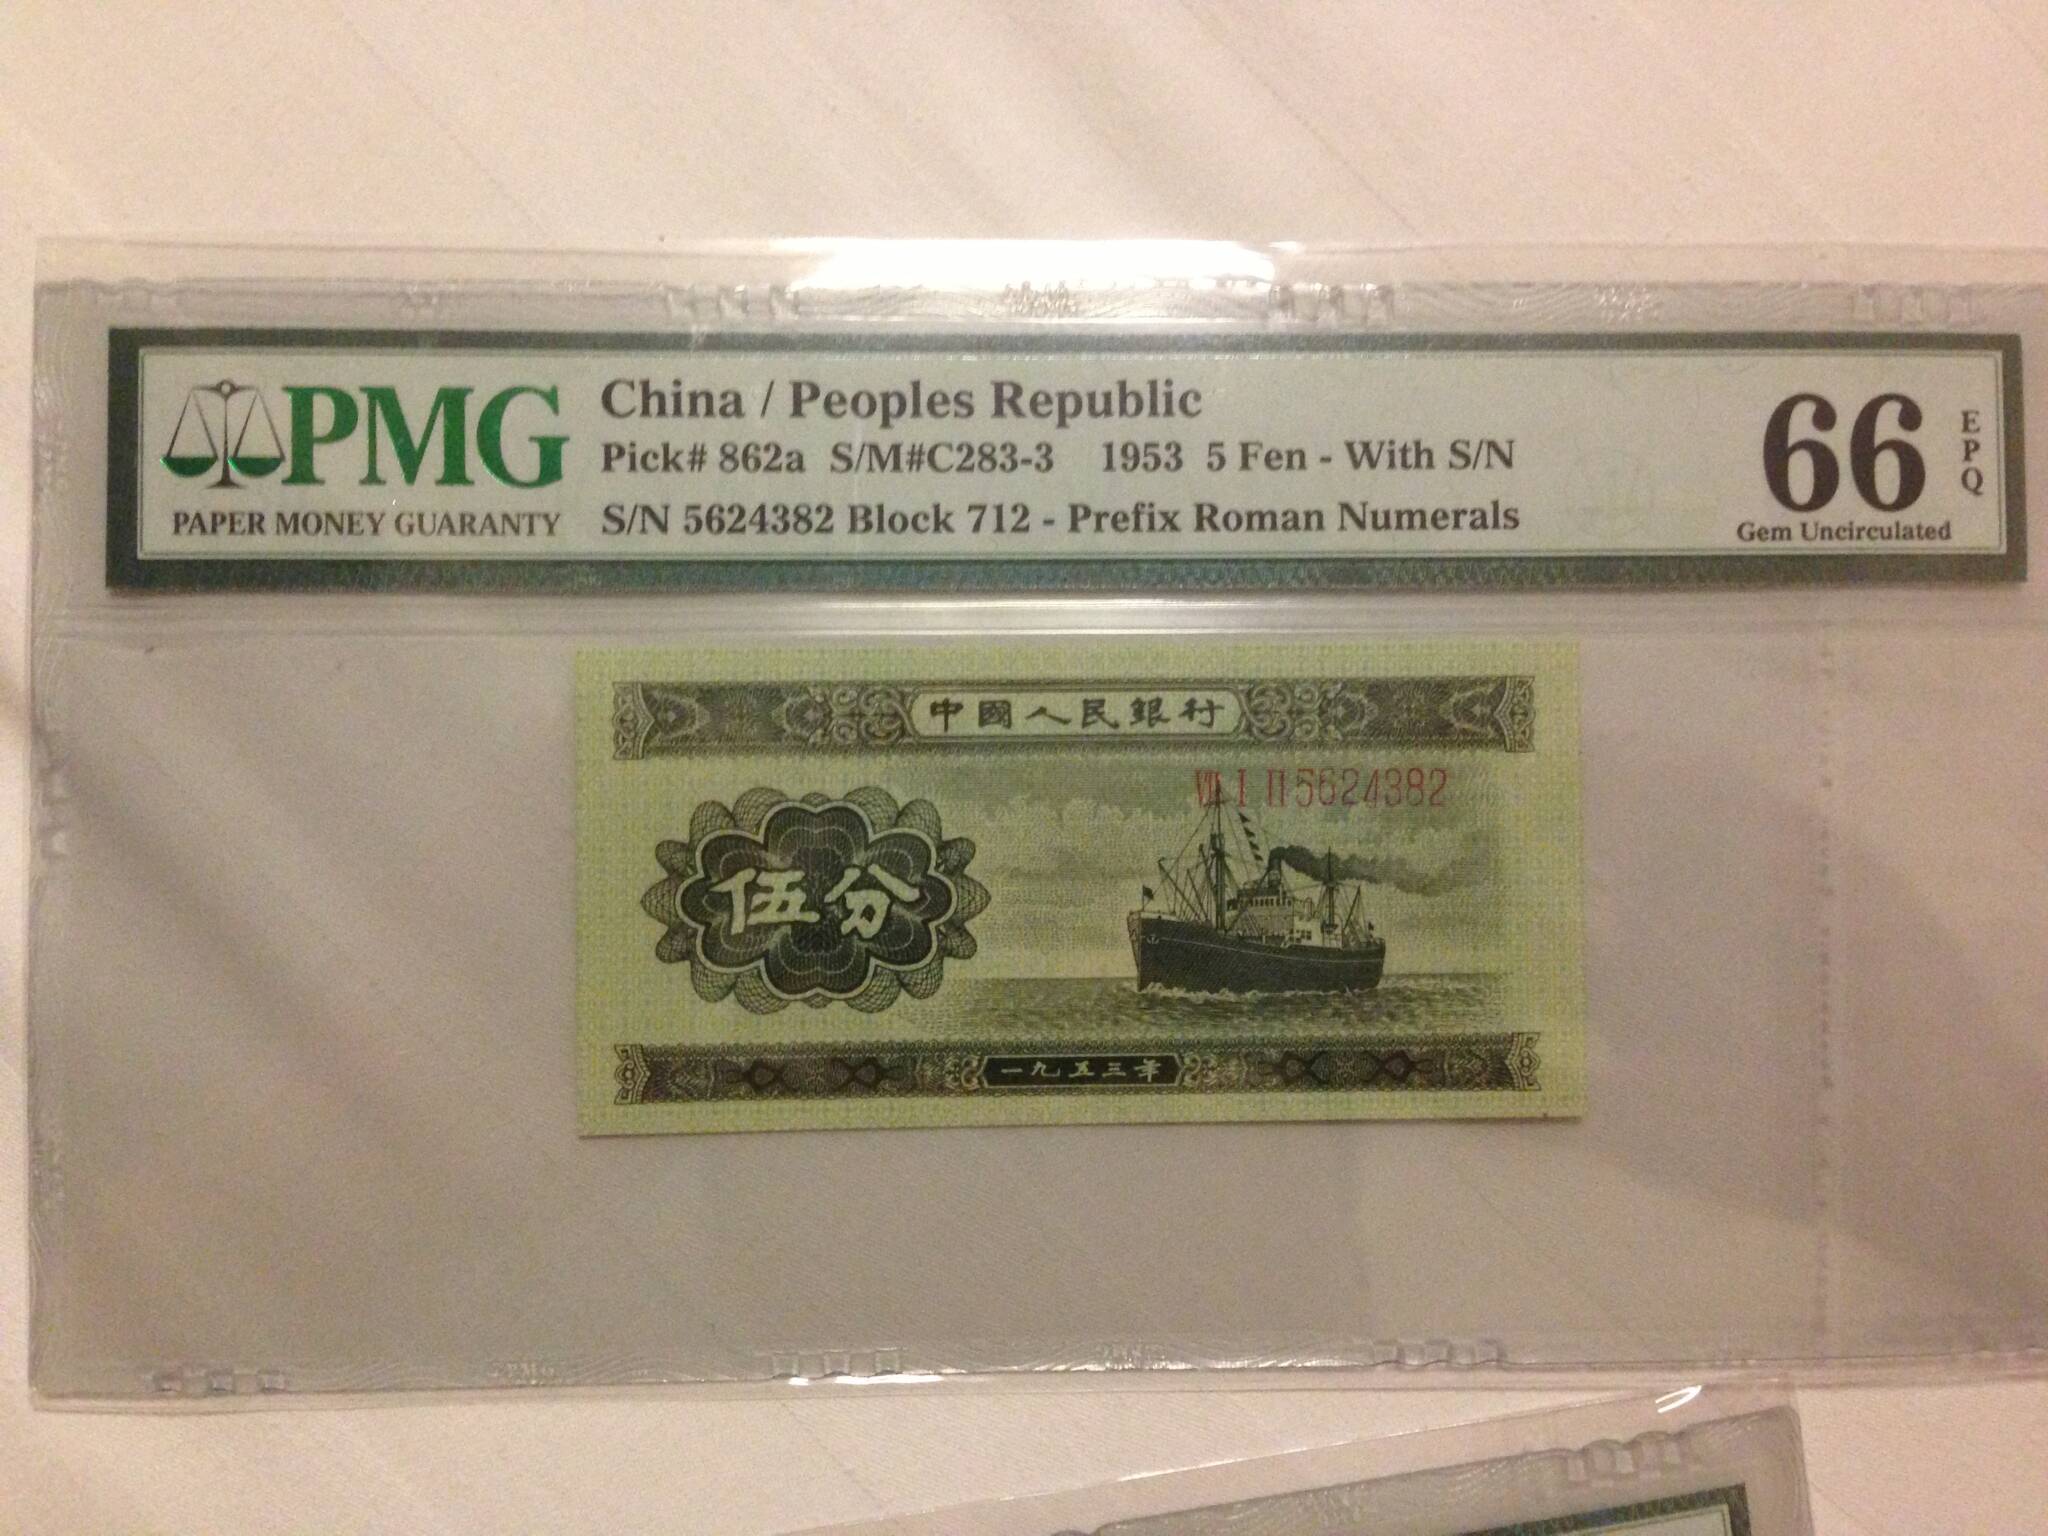 PMG
PAPER MONEY GUARANTY
China / Peoples Republic
Pick# 862a S/M#C283-3 1953 5 Fen - With S/N
S/N 5624382 Block 712 - Prefix Roman Numerals
66
EPQ
Gem Uncirculated
中國人民銀行
VII I II 5624382
伍分
一九五三年